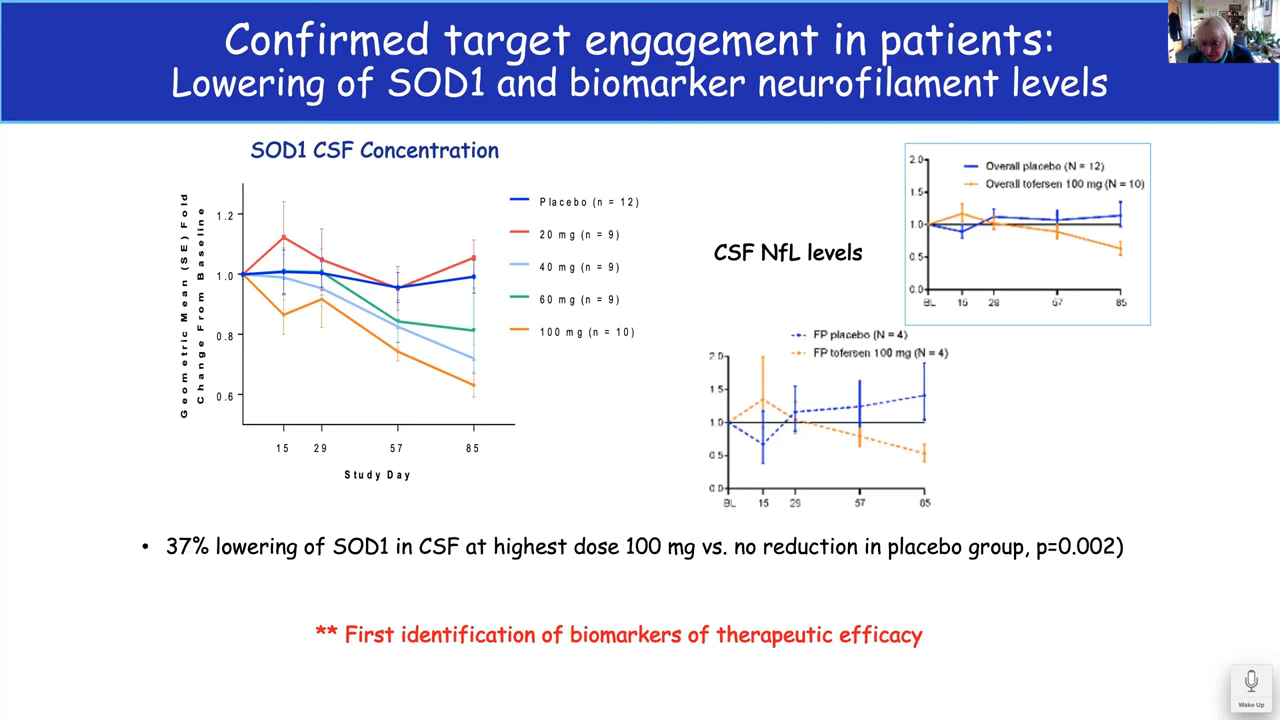 Confirmed target engagement in patients:
Lowering of SOD1 and biomarker neurofilament levels
SOD1 CSF Concentration
Geometric Mean (SE) Fold
Change From Baseline
1.2
1.0
0.8
0.6
15 29 57 85
Study Day
Placebo (n = 12)
20 mg (n = 9)
40 mg (n = 9)
60 mg (n = 9)
100 mg (n = 10)
CSF NfL levels
2.0
1.5
1.0
0.5
0.0
BL 15 29 57 85
Overall placebo (N = 12)
Overall tofersen 100 mg (N = 10)
FP placebo (N = 4)
FP tofersen 100 mg (N = 4)
2.0
1.5
1.0
0.5
0.0
BL 15 29 57 85
• 37% lowering of SOD1 in CSF at highest dose 100 mg vs. no reduction in placebo group, p=0.002)
** First identification of biomarkers of therapeutic efficacy
Wake Up